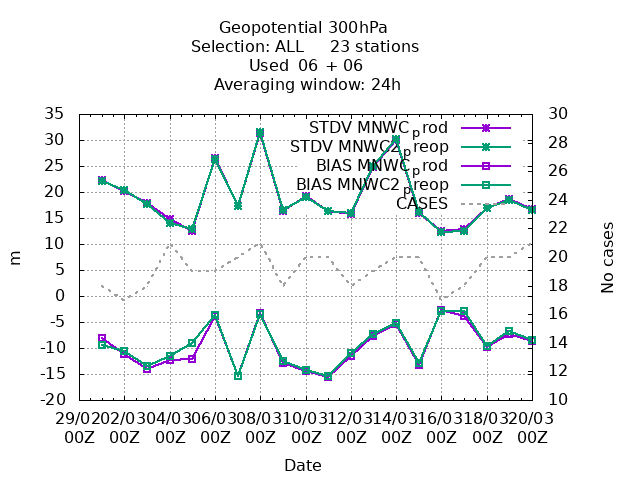 Geopotential 300hPa
Selection: ALL 23 stations
Used 06 + 06
Averaging window: 24h
35
30
25
20
15
10
5
0
-5
-10
-15
-20
30
28
26
24
22
20
18
16
14
12
10
STDV MNWC_prod
STDV MNWC2_preop
BIAS MNWC_prod
BIAS MNWC2_preop
CASES
m
No cases
29/02 02/03 04/03 06/03 08/03 10/03 12/03 14/03 16/03 18/03 20/03
00Z 00Z 00Z 00Z 00Z 00Z 00Z 00Z 00Z 00Z 00Z
Date